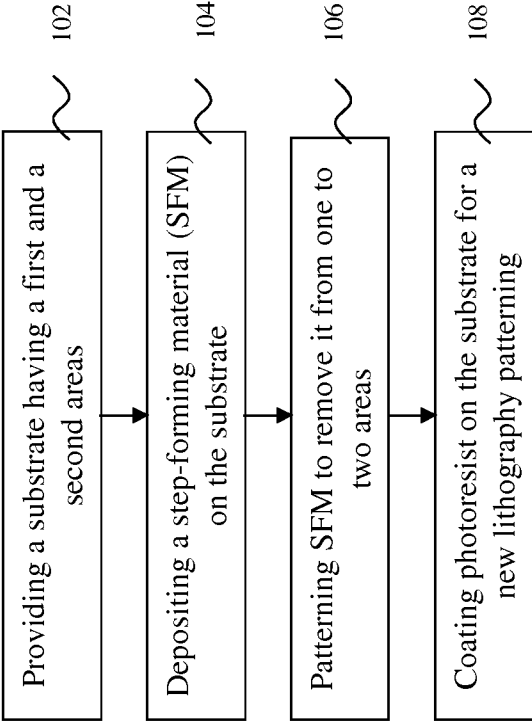 Providing a substrate having a first and a
second areas
102
Depositing a step-forming material (SFM)
on the substrate
104
Patterning SFM to remove it from one to
two areas
106
Coating photoresist on the substrate for a
new lithography patterning
108